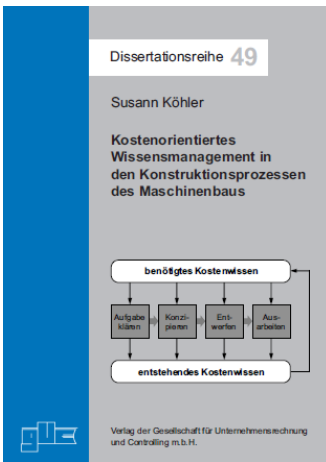 Dissertationsreihe 49
Susann Köhler
Kostenorientiertes
Wissensmanagement in
den Konstruktionsprozessen
des Maschinenbaus
benötigtes Kostenwissen
Aufgabe klären
Konzi-
pieren
Ent-
werfen
Aus-
arbeiten
entstehendes Kostenwissen
guc
Verlag der Gesellschaft für Unternehmensrechnung
und Controlling m.b.H.